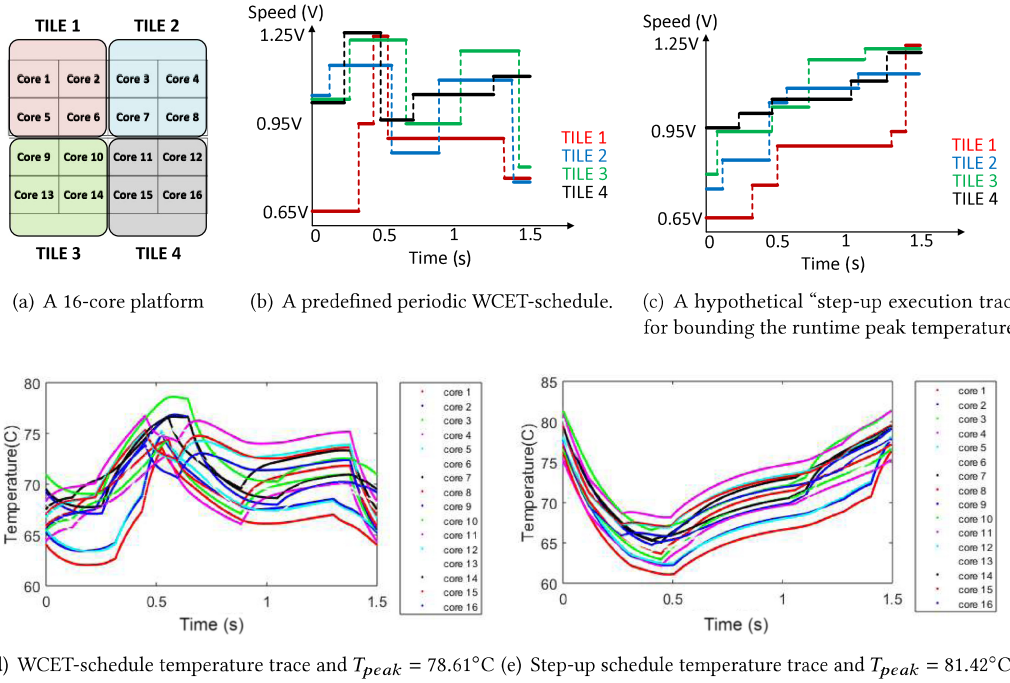 TILE 1 TILE 2
Core 1 Core 2 Core 3 Core 4
Core 5 Core 6 Core 7 Core 8
Core 9 Core 10 Core 11 Core 12
Core 13 Core 14 Core 15 Core 16
TILE 3 TILE 4
(a) A 16-core platform
Speed (V)
1.25V
0.95V
0.65V
TILE 1
TILE 2
TILE 3
TILE 4
0 0.5 1 1.5
Time (s)
(b) A predefined periodic WCET-schedule.
Speed (V)
1.25V
0.95V
0.65V
TILE 1
TILE 2
TILE 3
TILE 4
0 0.5 1 1.5
Time (s)
(c) A hypothetical “step-up execution trac
for bounding the runtime peak temperature
Temperature(C)
80
75
70
65
60
0 0.5 1 1.5
Time (s)
core 1
core 2
core 3
core 4
core 5
core 6
core 7
core 8
core 9
core 10
core 11
core 12
core 13
core 14
core 15
core 16
) WCET-schedule temperature trace and Tpeak = 78.61°C
Temperature(C)
85
80
75
70
65
60
0 0.5 1 1.5
Time (s)
core 1
core 2
core 3
core 4
core 5
core 6
core 7
core 8
core 9
core 10
core 11
core 12
core 13
core 14
core 15
core 16
(e) Step-up schedule temperature trace and Tpeak = 81.42°C